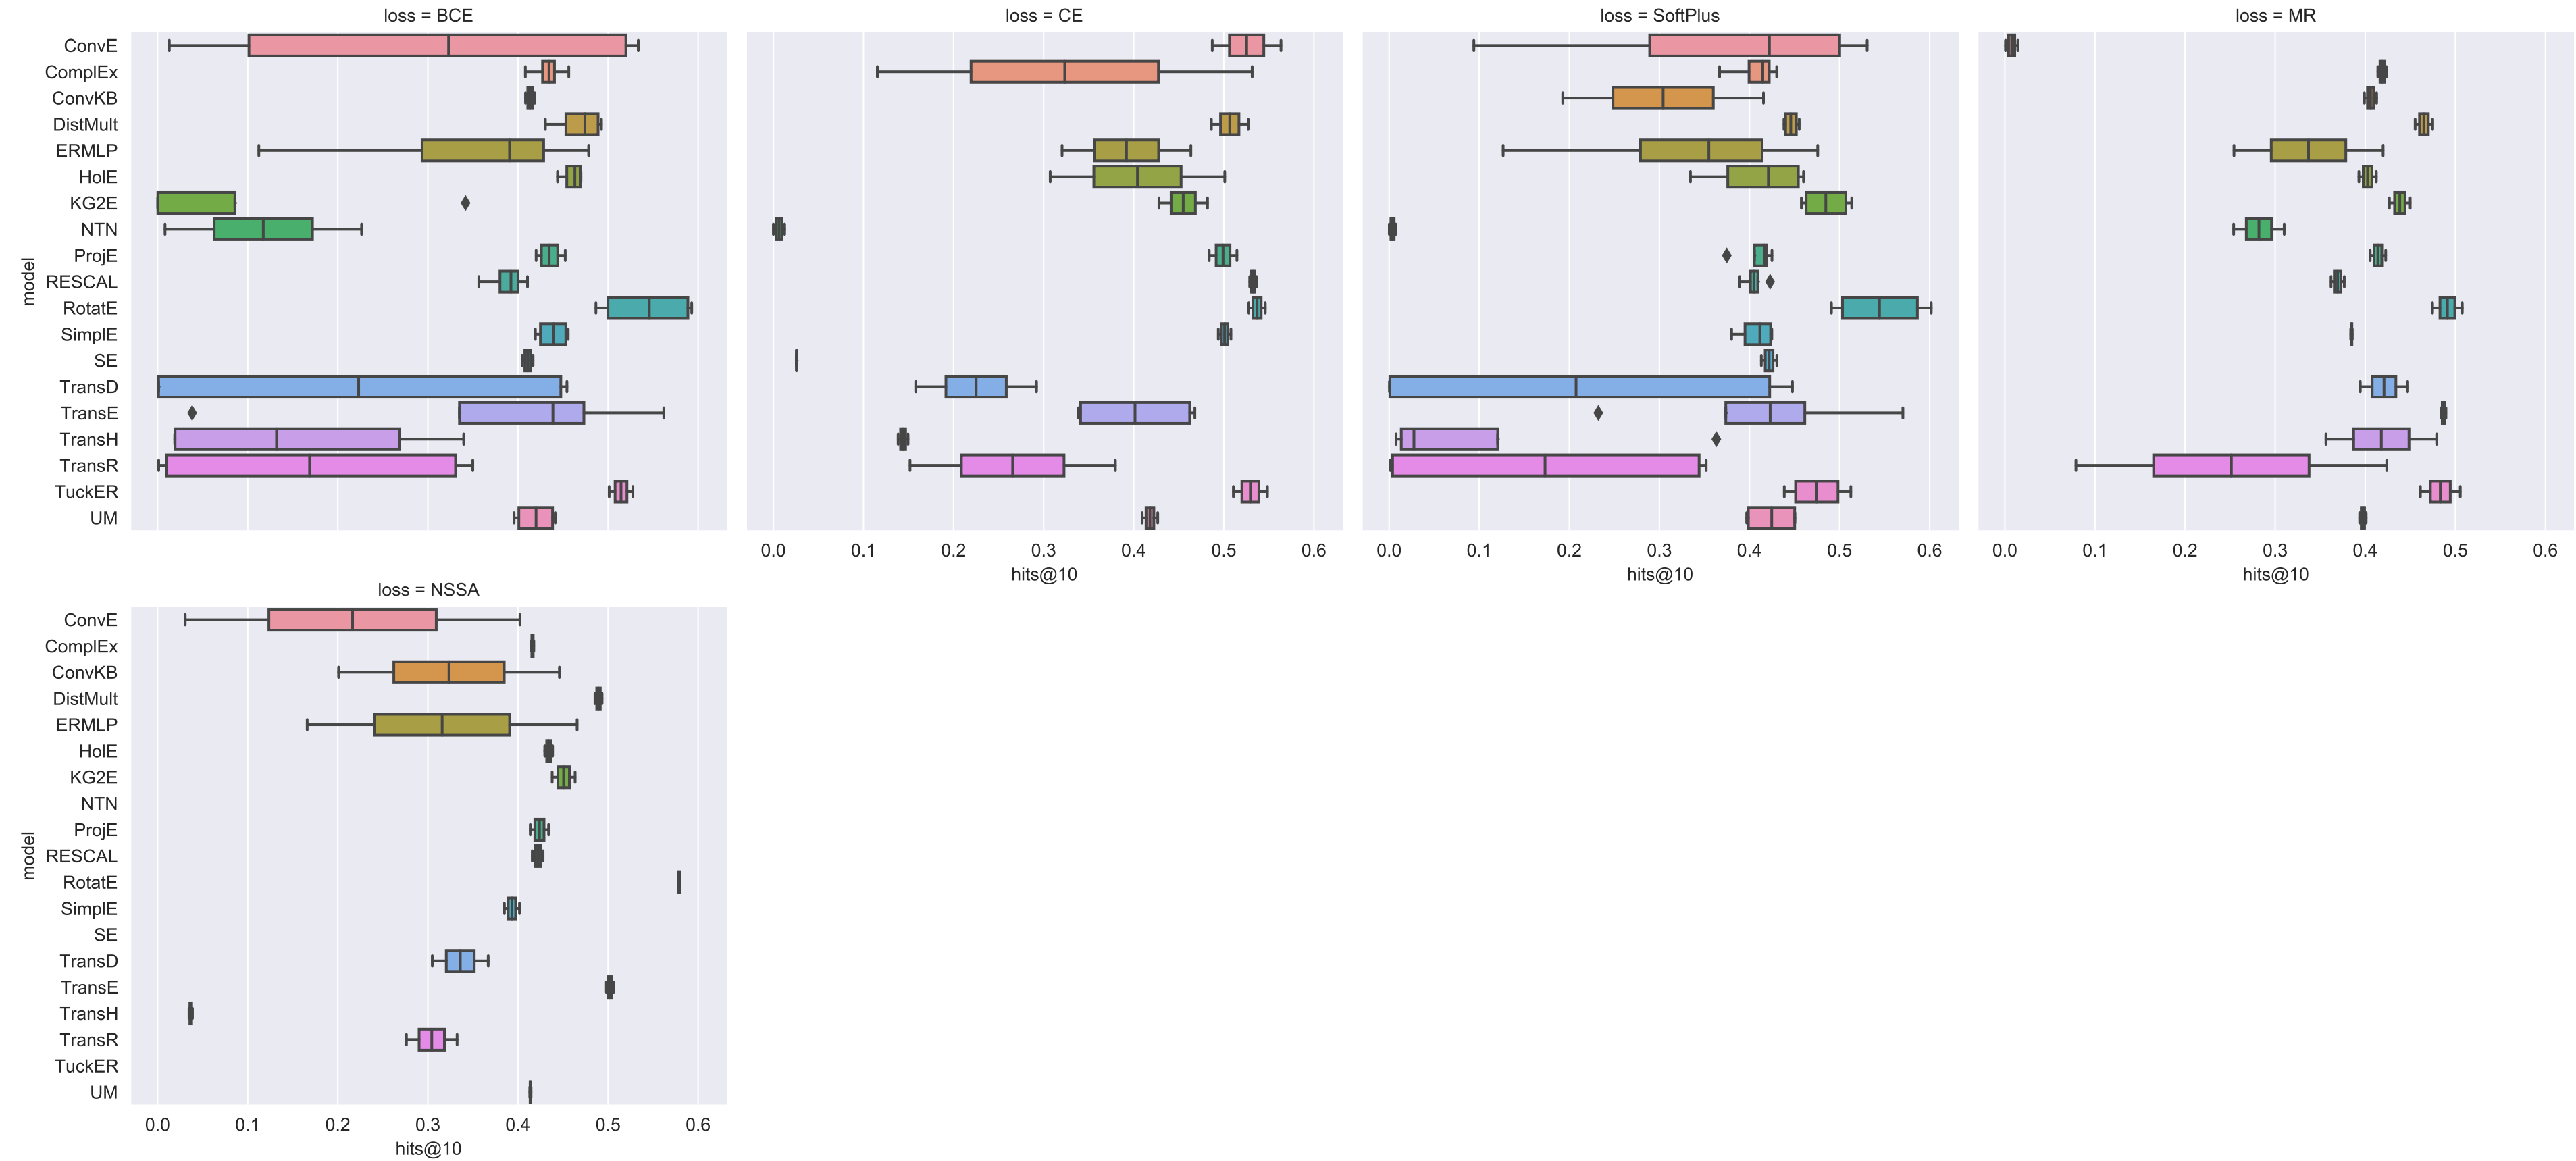 loss = BCE
loss = CE
loss = SoftPlus
loss = MR
model
ConvE
ComplEx
ConvKB
DistMult
ERMLP
HolE
KG2E
NTN
ProjE
RESCAL
RotatE
SimplE
SE
TransD
TransE
TransH
TransR
TuckER
UM
0.0 0.1 0.2 0.3 0.4 0.5 0.6
hits@10
0.0 0.1 0.2 0.3 0.4 0.5 0.6
hits@10
0.0 0.1 0.2 0.3 0.4 0.5 0.6
hits@10
loss = NSSA
model
ConvE
ComplEx
ConvKB
DistMult
ERMLP
HolE
KG2E
NTN
ProjE
RESCAL
RotatE
SimplE
SE
TransD
TransE
TransH
TransR
TuckER
UM
0.0 0.1 0.2 0.3 0.4 0.5 0.6
hits@10